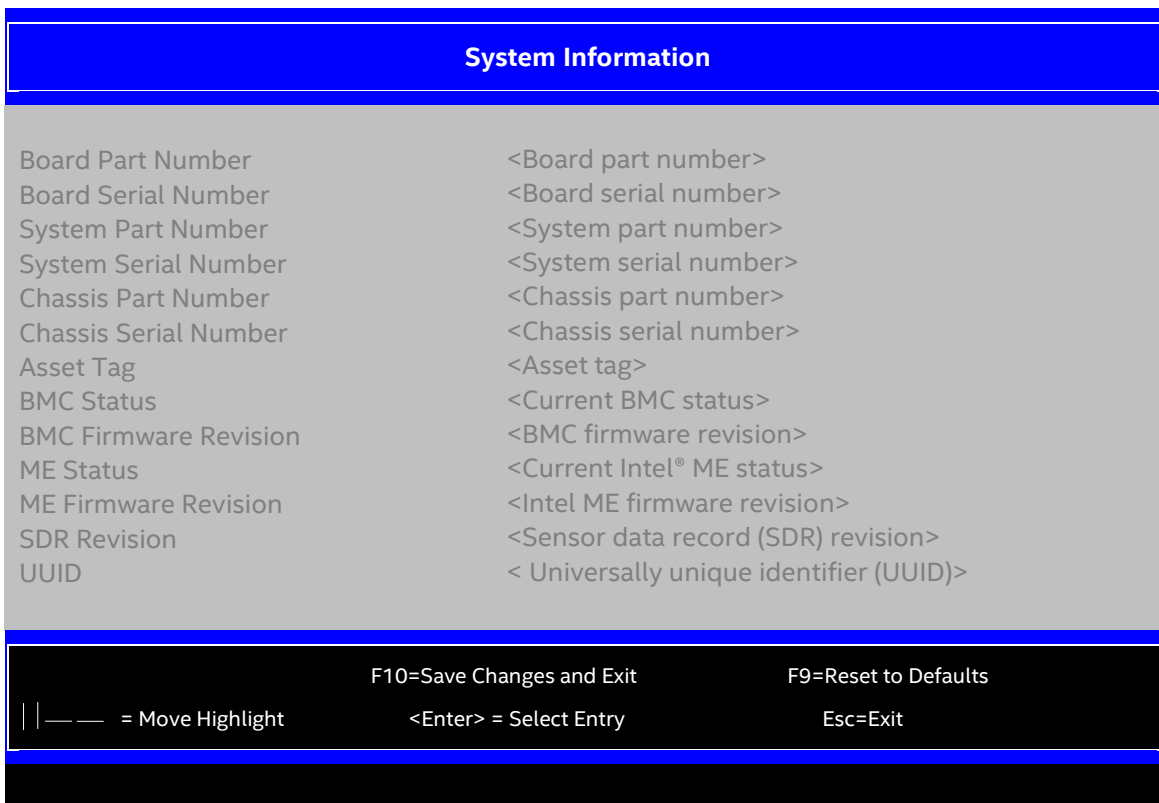 System Information
Board Part Number <Board part number>
Board Serial Number <Board serial number>
System Part Number <System part number>
System Serial Number <System serial number>
Chassis Part Number <Chassis part number>
Chassis Serial Number <Chassis serial number>
Asset Tag <Asset tag>
BMC Status <Current BMC status>
BMC Firmware Revision <BMC firmware revision>
ME Status <Current Intel® ME status>
ME Firmware Revision <Intel ME firmware revision>
SDR Revision <Sensor data record (SDR) revision>
UUID < Universally unique identifier (UUID)>
F10=Save Changes and Exit F9=Reset to Defaults
= Move Highlight <Enter> = Select Entry Esc=Exit